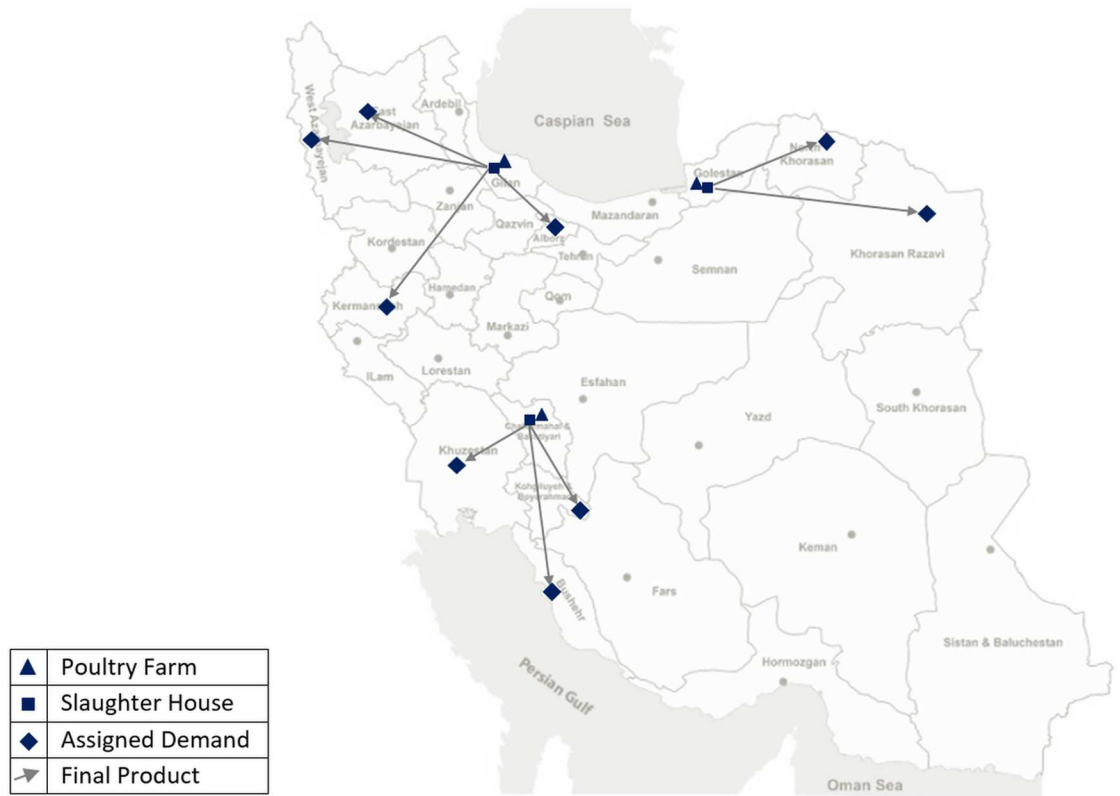 Caspian Sea
West Azarbayejan
East
Azarbayejan
Ardebil
Gilan
Zanjan
Qazvin
Alborz
Tehran
Mazandaran
Golestan
North
Khorasan
Khorasan Razavi
Semnan
Kordestan
Hamedan
Kermanshah
Qom
Markazi
ILam
Lorestan
Esfahan
South Khorasan
Yazd
Khuzestan
Bushehr
Fars
Keman
Sistan & Baluchestan
Hormozgan
Persian Gulf
Oman Sea
Poultry Farm
Slaughter House
Assigned Demand
Final Product